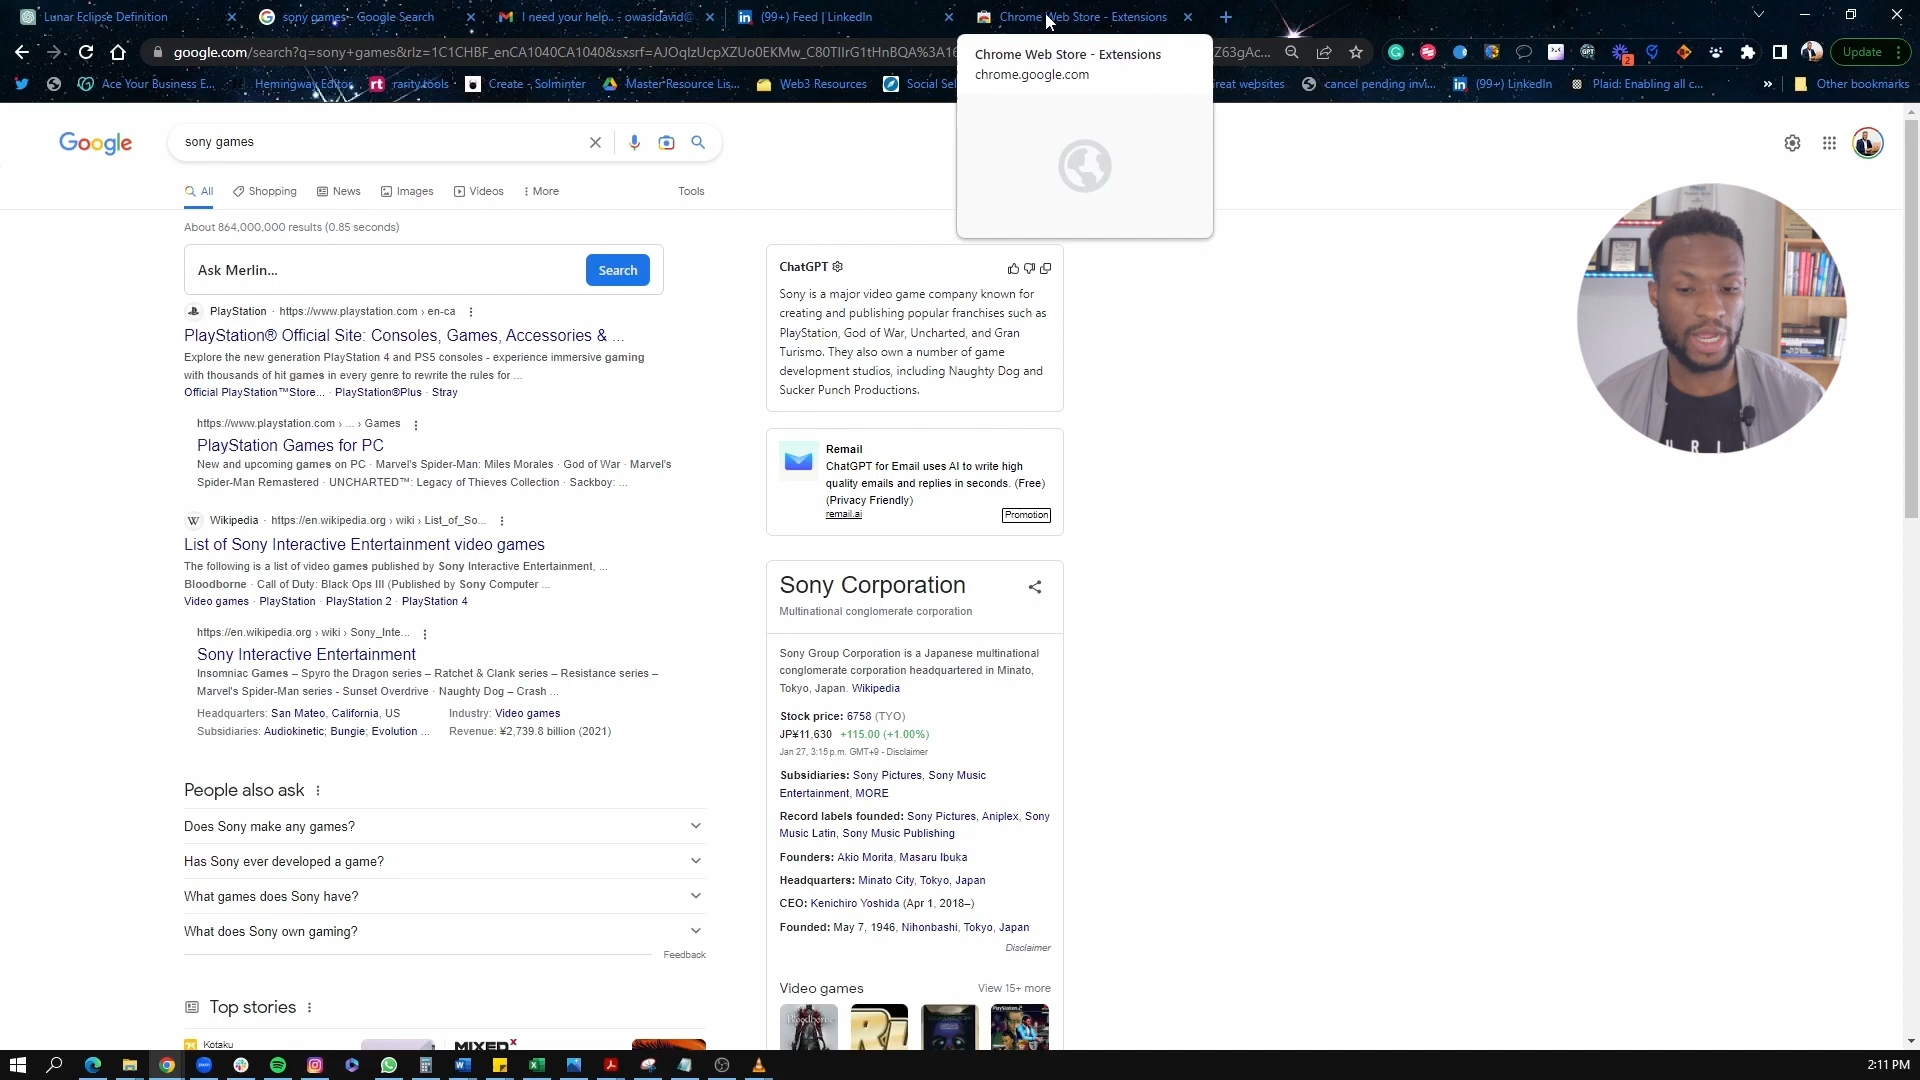 Lunar Eclipse Definition
sony games - Google Search
I need your help.. - owasidavid@
(99+) Feed | LinkedIn
Chrome Web Store - Extensions
google.com/search?q=sony+games&rlz=1C1CHBF_enCA1040CA1040&sxsrf=
Update
Chrome Web Store - Extensions
chrome.google.com
Ace Your Business E...
Hemingway Editor
rarity.tools
Create - Solminter
Master Resource Lis...
Web3 Resources
Social Sel
reat websites
cancel pending invi...
(99+) LinkedIn
Plaid: Enabling all c...
»
Other bookmarks
Google
sony games
All
Shopping
News
Images
Videos
More
Tools
About 864,000,000 results (0.85 seconds)
Ask Merlin...
Search
PlayStation · https://www.playstation.com › en-ca
PlayStation® Official Site: Consoles, Games, Accessories & ...
Explore the new generation PlayStation 4 and PS5 consoles - experience immersive gaming
with thousands of hit games in every genre to rewrite the rules for ...
Official PlayStation™Store... · PlayStation®Plus · Stray
https://www.playstation.com › ... › Games
PlayStation Games for PC
New and upcoming games on PC · Marvel's Spider-Man: Miles Morales · God of War · Marvel's
Spider-Man Remastered · UNCHARTED™: Legacy of Thieves Collection · Sackboy: ...
Wikipedia · https://en.wikipedia.org › wiki › List_of_So...
List of Sony Interactive Entertainment video games
The following is a list of video games published by Sony Interactive Entertainment, ...
Bloodborne · Call of Duty: Black Ops III (Published by Sony Computer ...
Video games · PlayStation · PlayStation 2 · PlayStation 4
https://en.wikipedia.org › wiki › Sony_Inte...
Sony Interactive Entertainment
Insomniac Games – Spyro the Dragon series – Ratchet & Clank series – Resistance series –
Marvel's Spider-Man series - Sunset Overdrive · Naughty Dog – Crash ...
Headquarters: San Mateo, California, US
Industry: Video games
Subsidiaries: Audiokinetic; Bungie; Evolution ...
Revenue: ¥2,739.8 billion (2021)
People also ask
Does Sony make any games?
Has Sony ever developed a game?
What games does Sony have?
What does Sony own gaming?
Feedback
Top stories
Kotaku
MIXED
ChatGPT
Sony is a major video game company known for
creating and publishing popular franchises such as
PlayStation, God of War, Uncharted, and Gran
Turismo. They also own a number of game
development studios, including Naughty Dog and
Sucker Punch Productions.
Remail
ChatGPT for Email uses AI to write high
quality emails and replies in seconds. (Free)
(Privacy Friendly)
remail.ai
Promotion
Sony Corporation
Multinational conglomerate corporation
Sony Group Corporation is a Japanese multinational
conglomerate corporation headquartered in Minato,
Tokyo, Japan. Wikipedia
Stock price: 6758 (TYO)
JP¥11,630 +115.00 (+1.00%)
Jan 27, 3:15 p.m. GMT+9 - Disclaimer
Subsidiaries: Sony Pictures, Sony Music
Entertainment, MORE
Record labels founded: Sony Pictures, Aniplex, Sony
Music Latin, Sony Music Publishing
Founders: Akio Morita, Masaru Ibuka
Headquarters: Minato City, Tokyo, Japan
CEO: Kenichiro Yoshida (Apr 1, 2018–)
Founded: May 7, 1946, Nihonbashi, Tokyo, Japan
Disclaimer
Video games
View 15+ more
2:11 PM